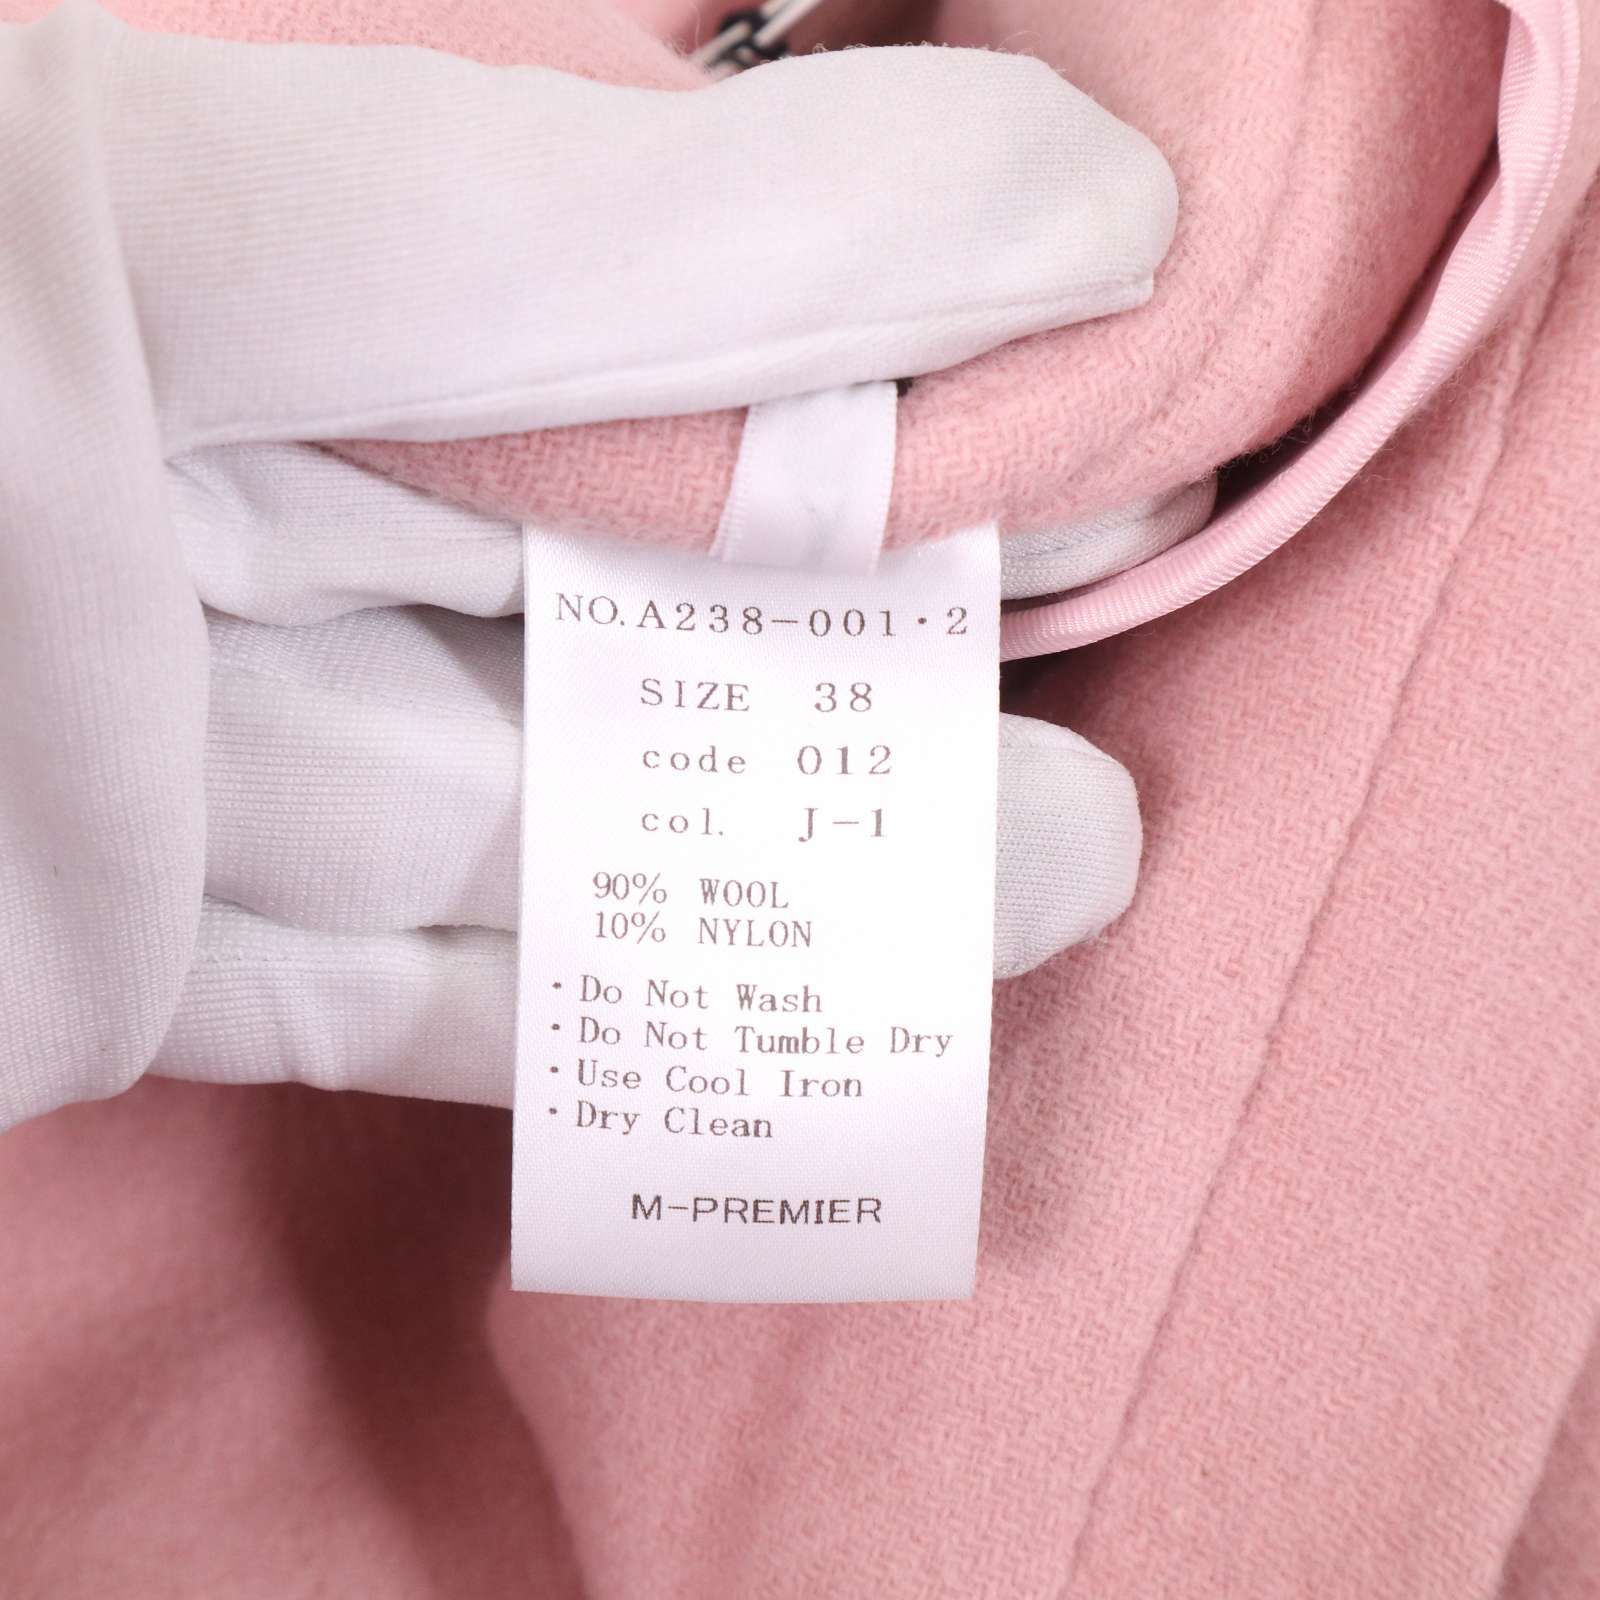 NO.A238-001・2
SIZE 38
code 012
col. J-1
90% WOOL
10% NYLON
・Do Not Wash
・Do Not Tumble Dry
・Use Cool Iron
・Dry Clean
M-PREMIER